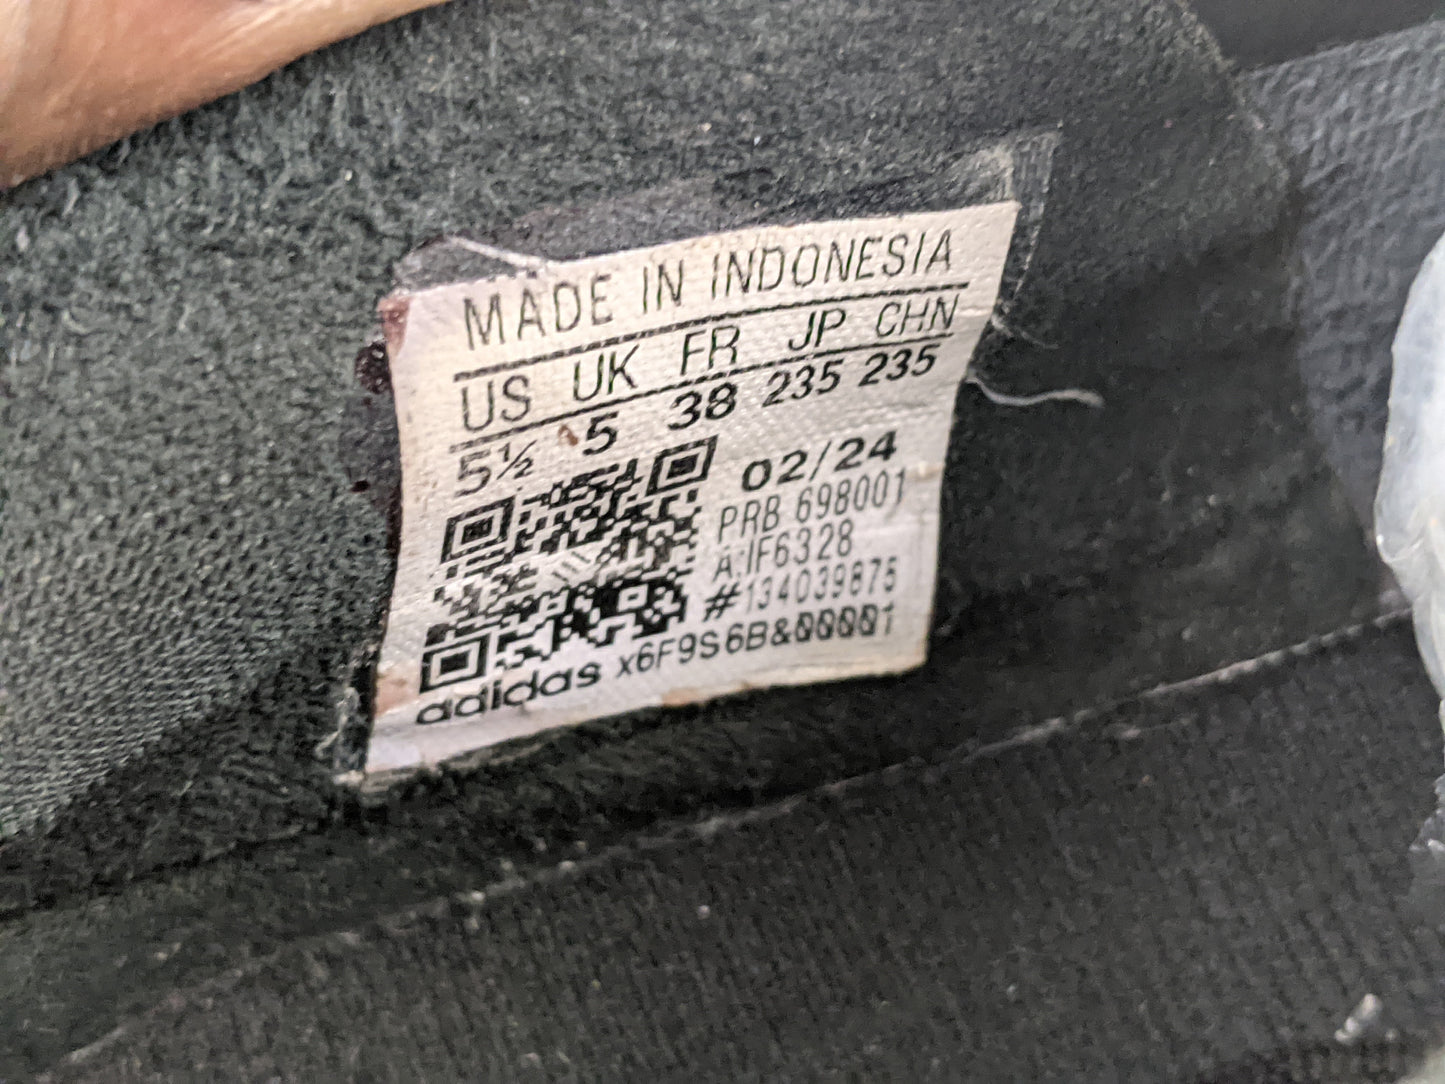 MADE IN INDONESIA
US UK FR JP CHN
5½ 5 38 235 235
02/24
PRB 698001
A:IF6328
#134039875
adidas x6F9S6B&00001